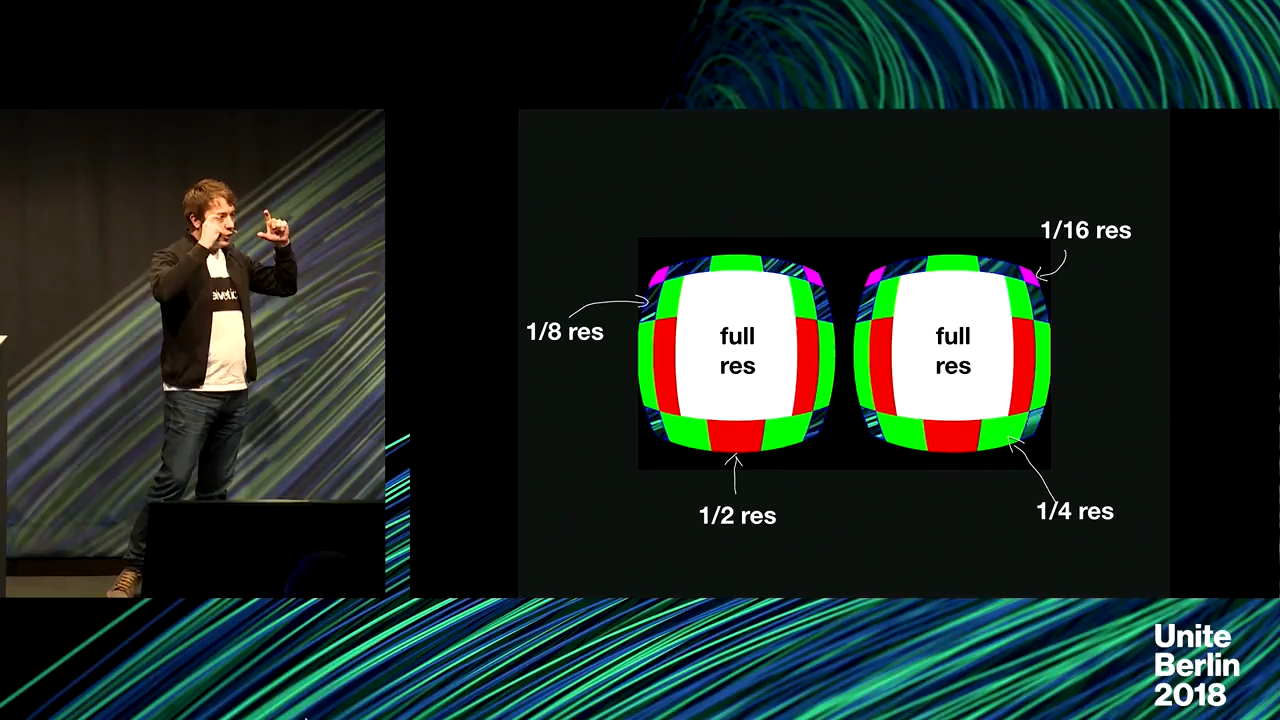 1/16 res
1/8 res
full
res
full
res
1/2 res
1/4 res
Unite
Berlin
2018